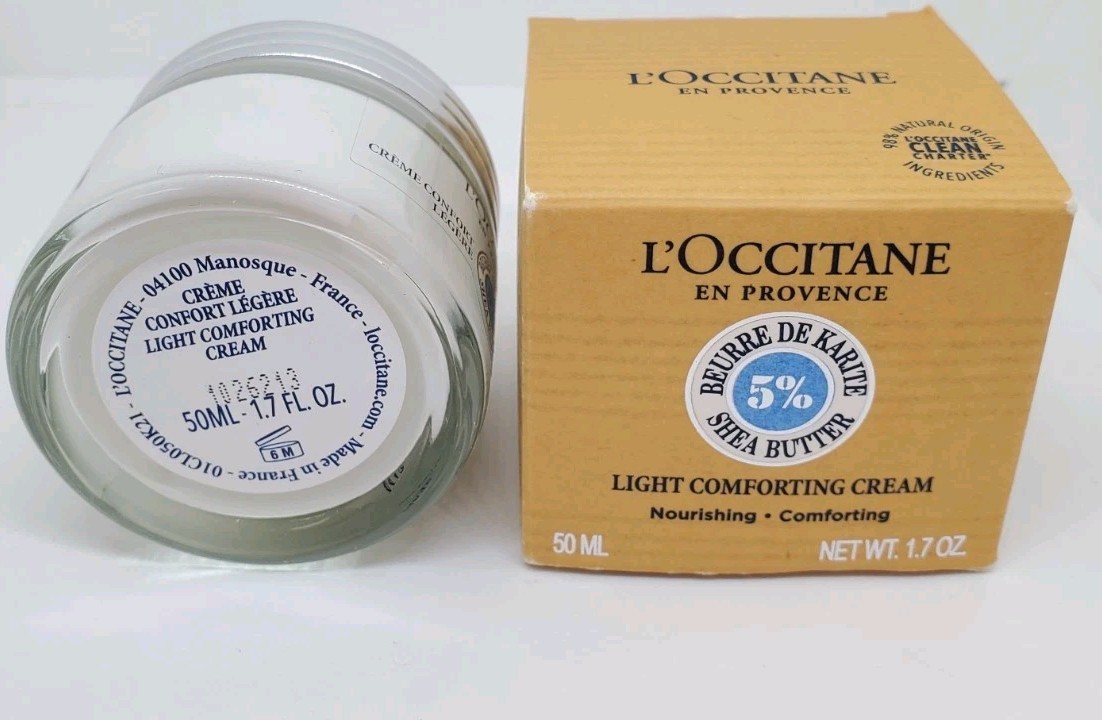 CRÈME CONFORT
LÉGÈRE
L'OCCITANE - 04100 Manosque - France - loccitane.com - Made in France - 01CL050K21 -
CRÈME
CONFORT LÉGÈRE
LIGHT COMFORTING
CREAM
1026213
50ML-1.7 FL. OZ.
6 M
L'OCCITANE
EN PROVENCE
98% NATURAL ORIGIN
L'OCCITANE
CLEAN
CHARTER
INGREDIENTS
L'OCCITANE
EN PROVENCE
BEURRE DE KARITÉ
5%
SHEA BUTTER
LIGHT COMFORTING CREAM
Nourishing • Comforting
50 ML
NET WT. 1.7 OZ